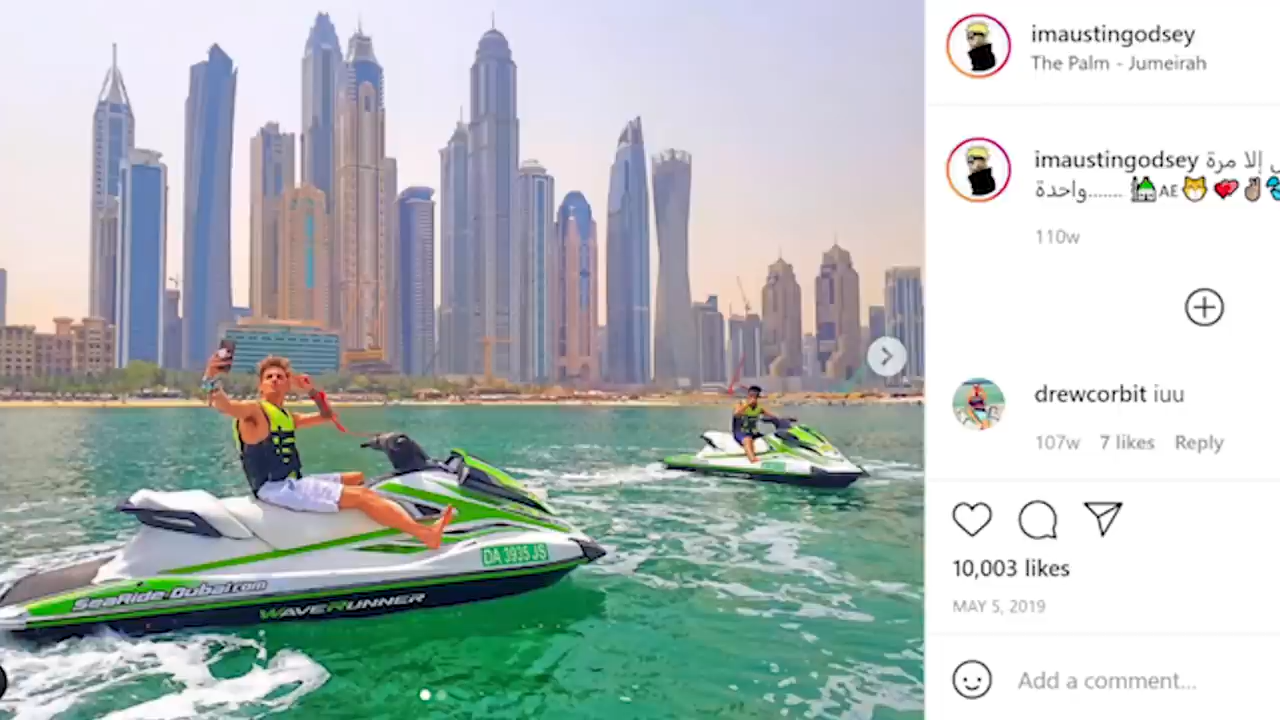 imaustingodsey
The Palm - Jumeirah
imaustingodsey إلا مرة
واحدة....... AE
110w
drewcorbit iuu
107w 7 likes Reply
10,003 likes
MAY 5, 2019
Add a comment...
DA 3935 JS
SeaRide-Dubai.com
WAVERUNNER